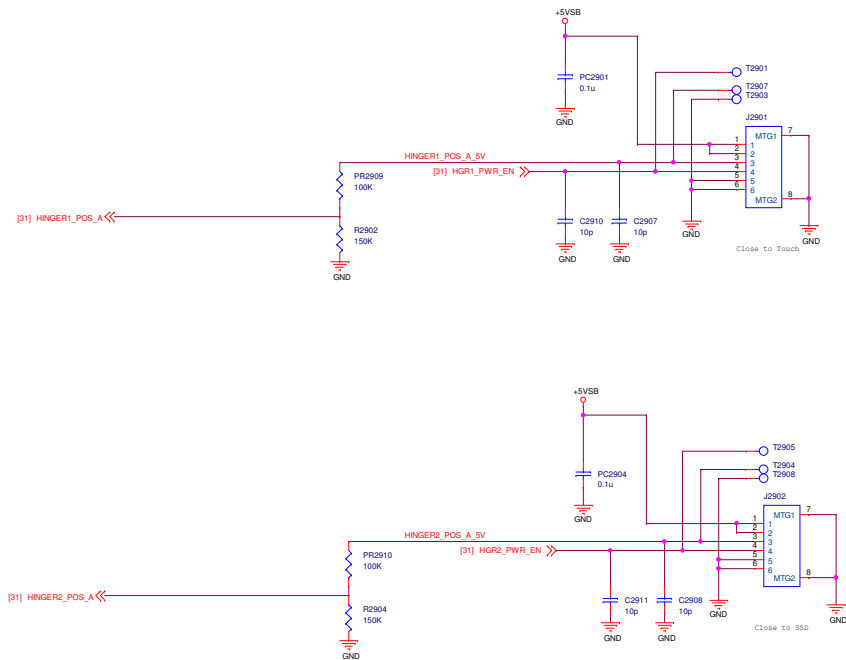 +5VSB
T2901
PC2901
0.1u
T2907
T2903
GND
J2901
1
2
3
4
5
6
1
2
3
4
5
6
MTG1
MTG2
7
8
HINGER1_POS_A_5V
[31] HGR1_PWR_EN
PR2909
100K
[31] HINGER1_POS_A
R2902
150K
C2910
10p
C2907
10p
GND
GND
GND
GND
GND
Close to Touch
+5VSB
T2905
T2904
T2908
PC2904
0.1u
GND
J2902
1
2
3
4
5
6
1
2
3
4
5
6
MTG1
MTG2
7
8
HINGER2_POS_A_5V
[31] HGR2_PWR_EN
PR2910
100K
[31] HINGER2_POS_A
R2904
150K
C2911
10p
C2908
10p
GND
GND
GND
GND
GND
Close to SSD